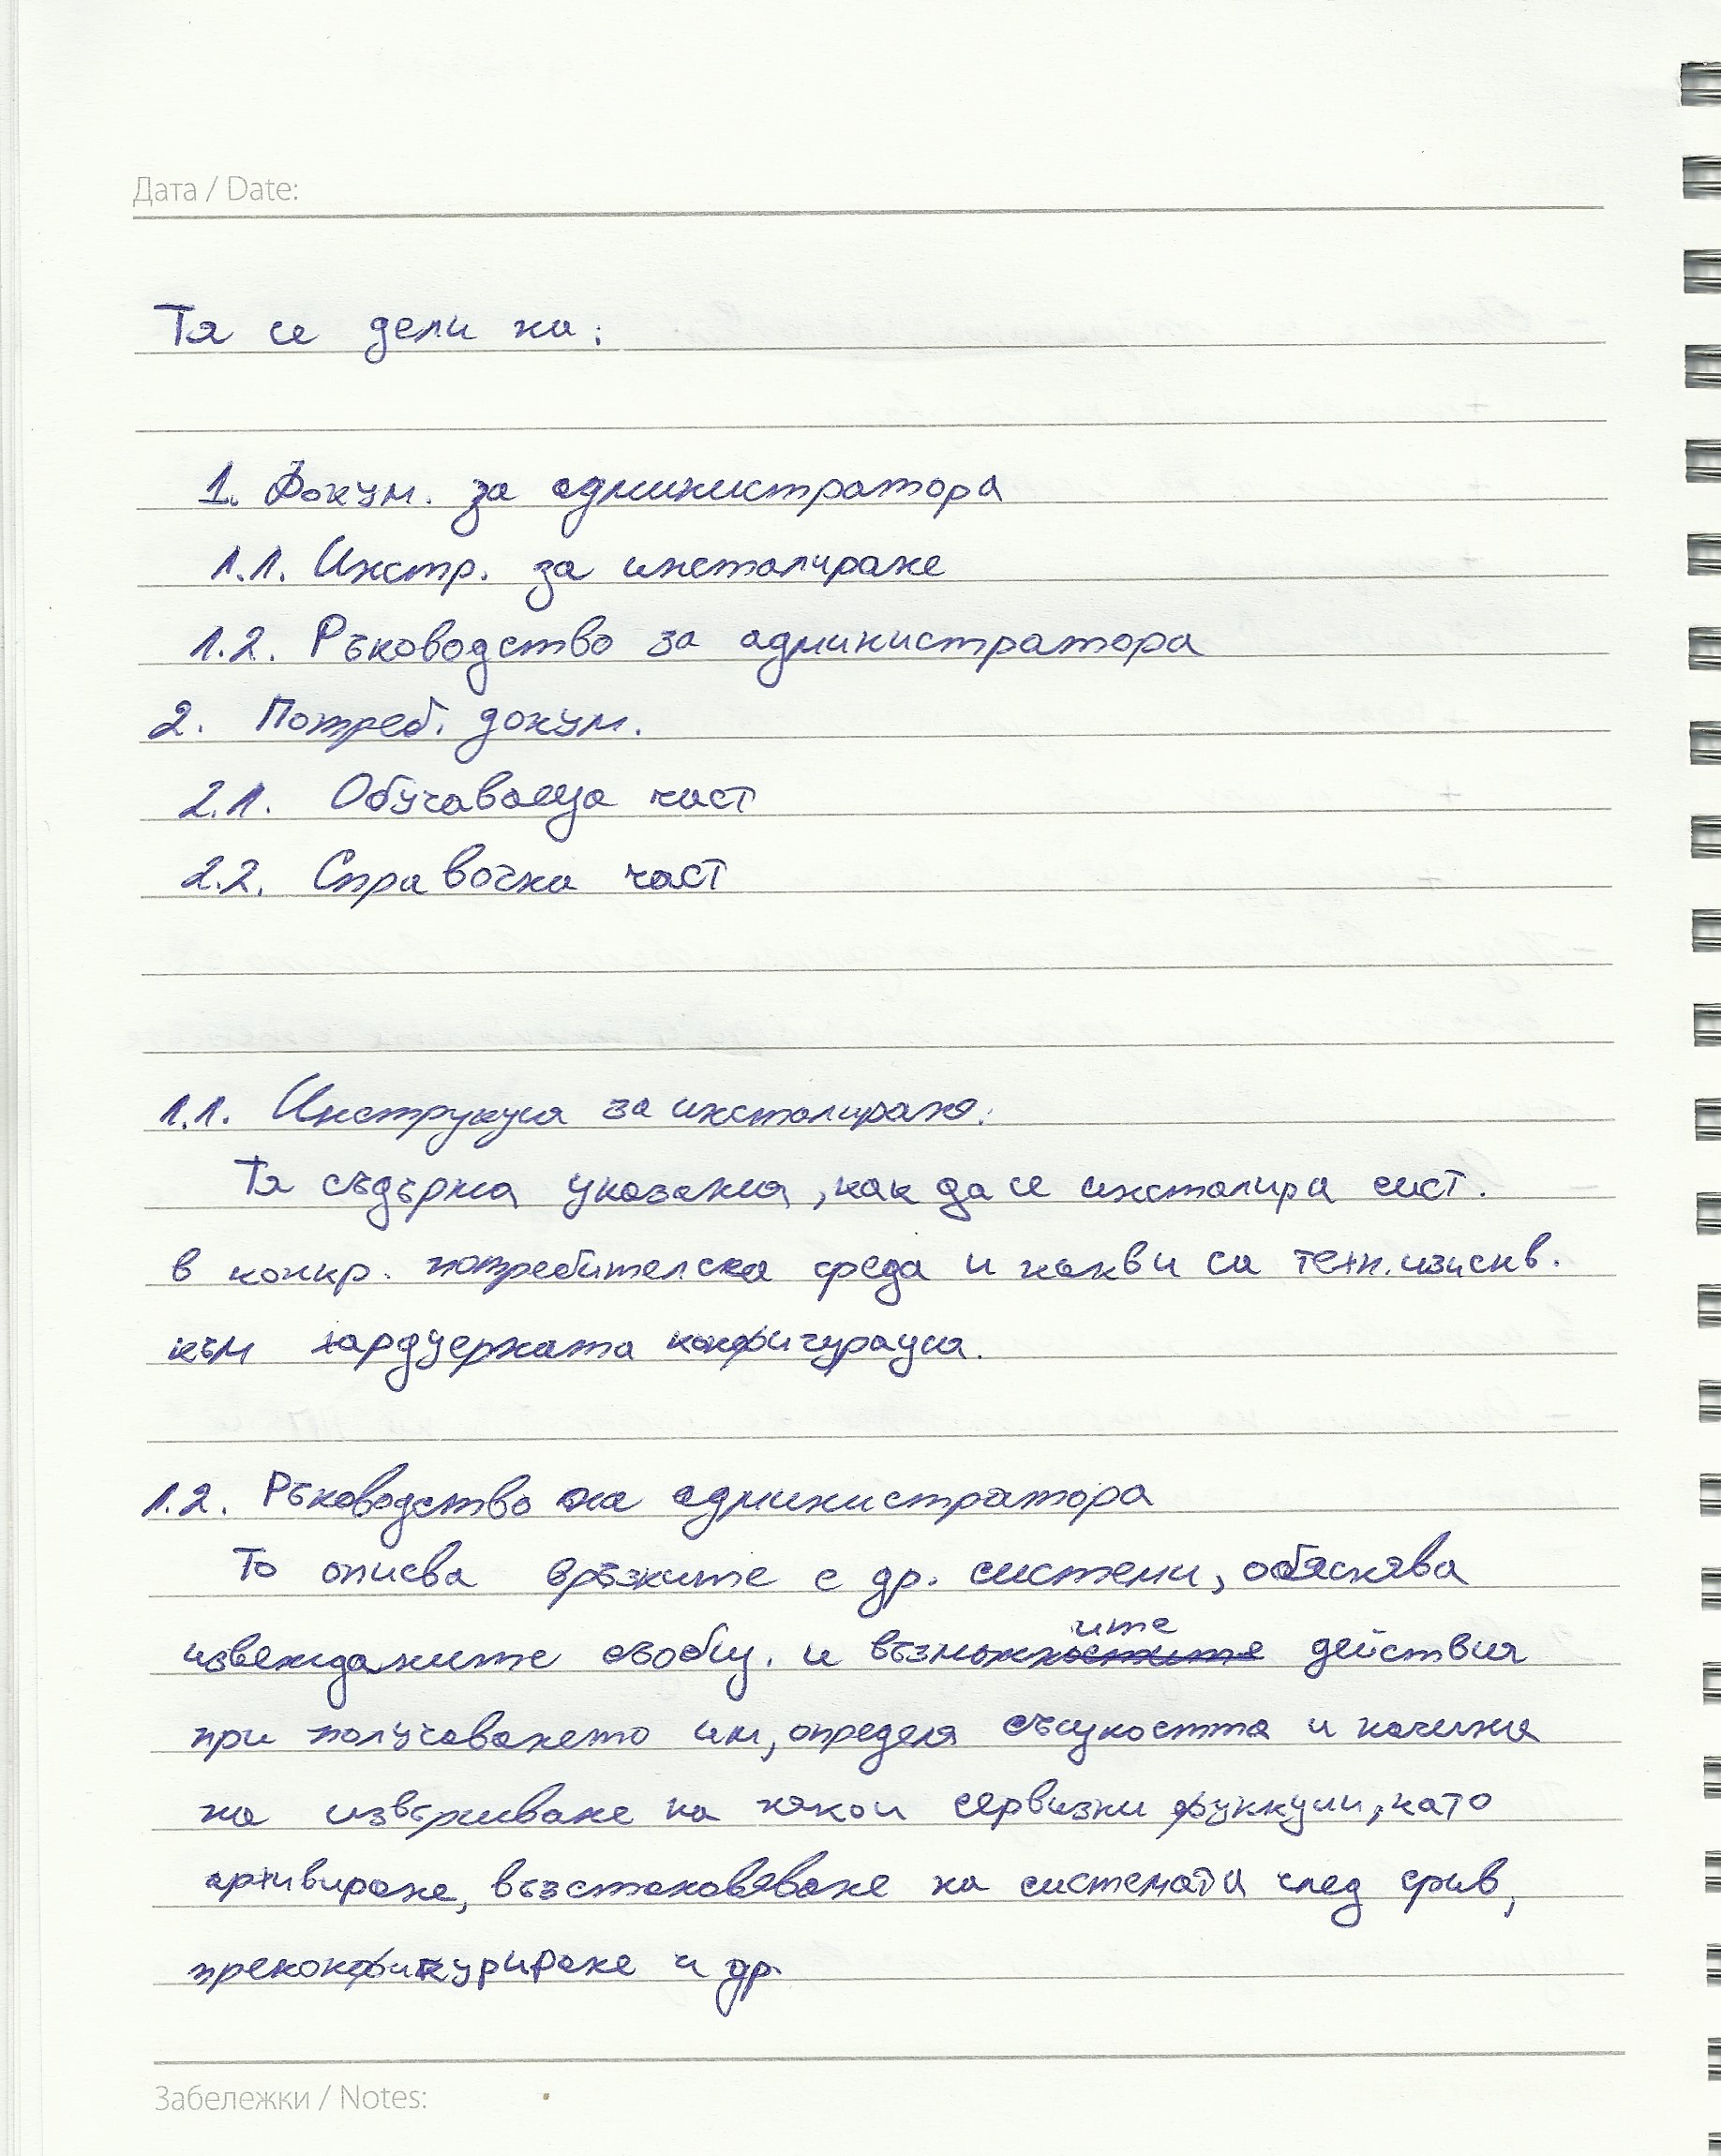 Дата / Date:
Тя се дели на:
1. Докум. за администратора
1.1. Инстр. за инсталиране
1.2. Ръководство за администратора
2. Потреб. докум.
2.1. Обучаваща част
2.2. Справочна част
1.1. Инструкция за инсталиране:
Тя съдържа указания, как да се инсталира сист.
в конкр. потребителска среда и какви са техн. изискв.
към хардуерната конфигурация.
1.2. Ръководство на администратора
То описва връзките с др. системи, обяснява
извежданите съобщ. и възможните действия
при получаването им, определя същността и начина
на извършване на някои сервизни функции, като
архивиране, възстановяване на системата след срив,
преконфигуриране и др.
Забележки / Notes: